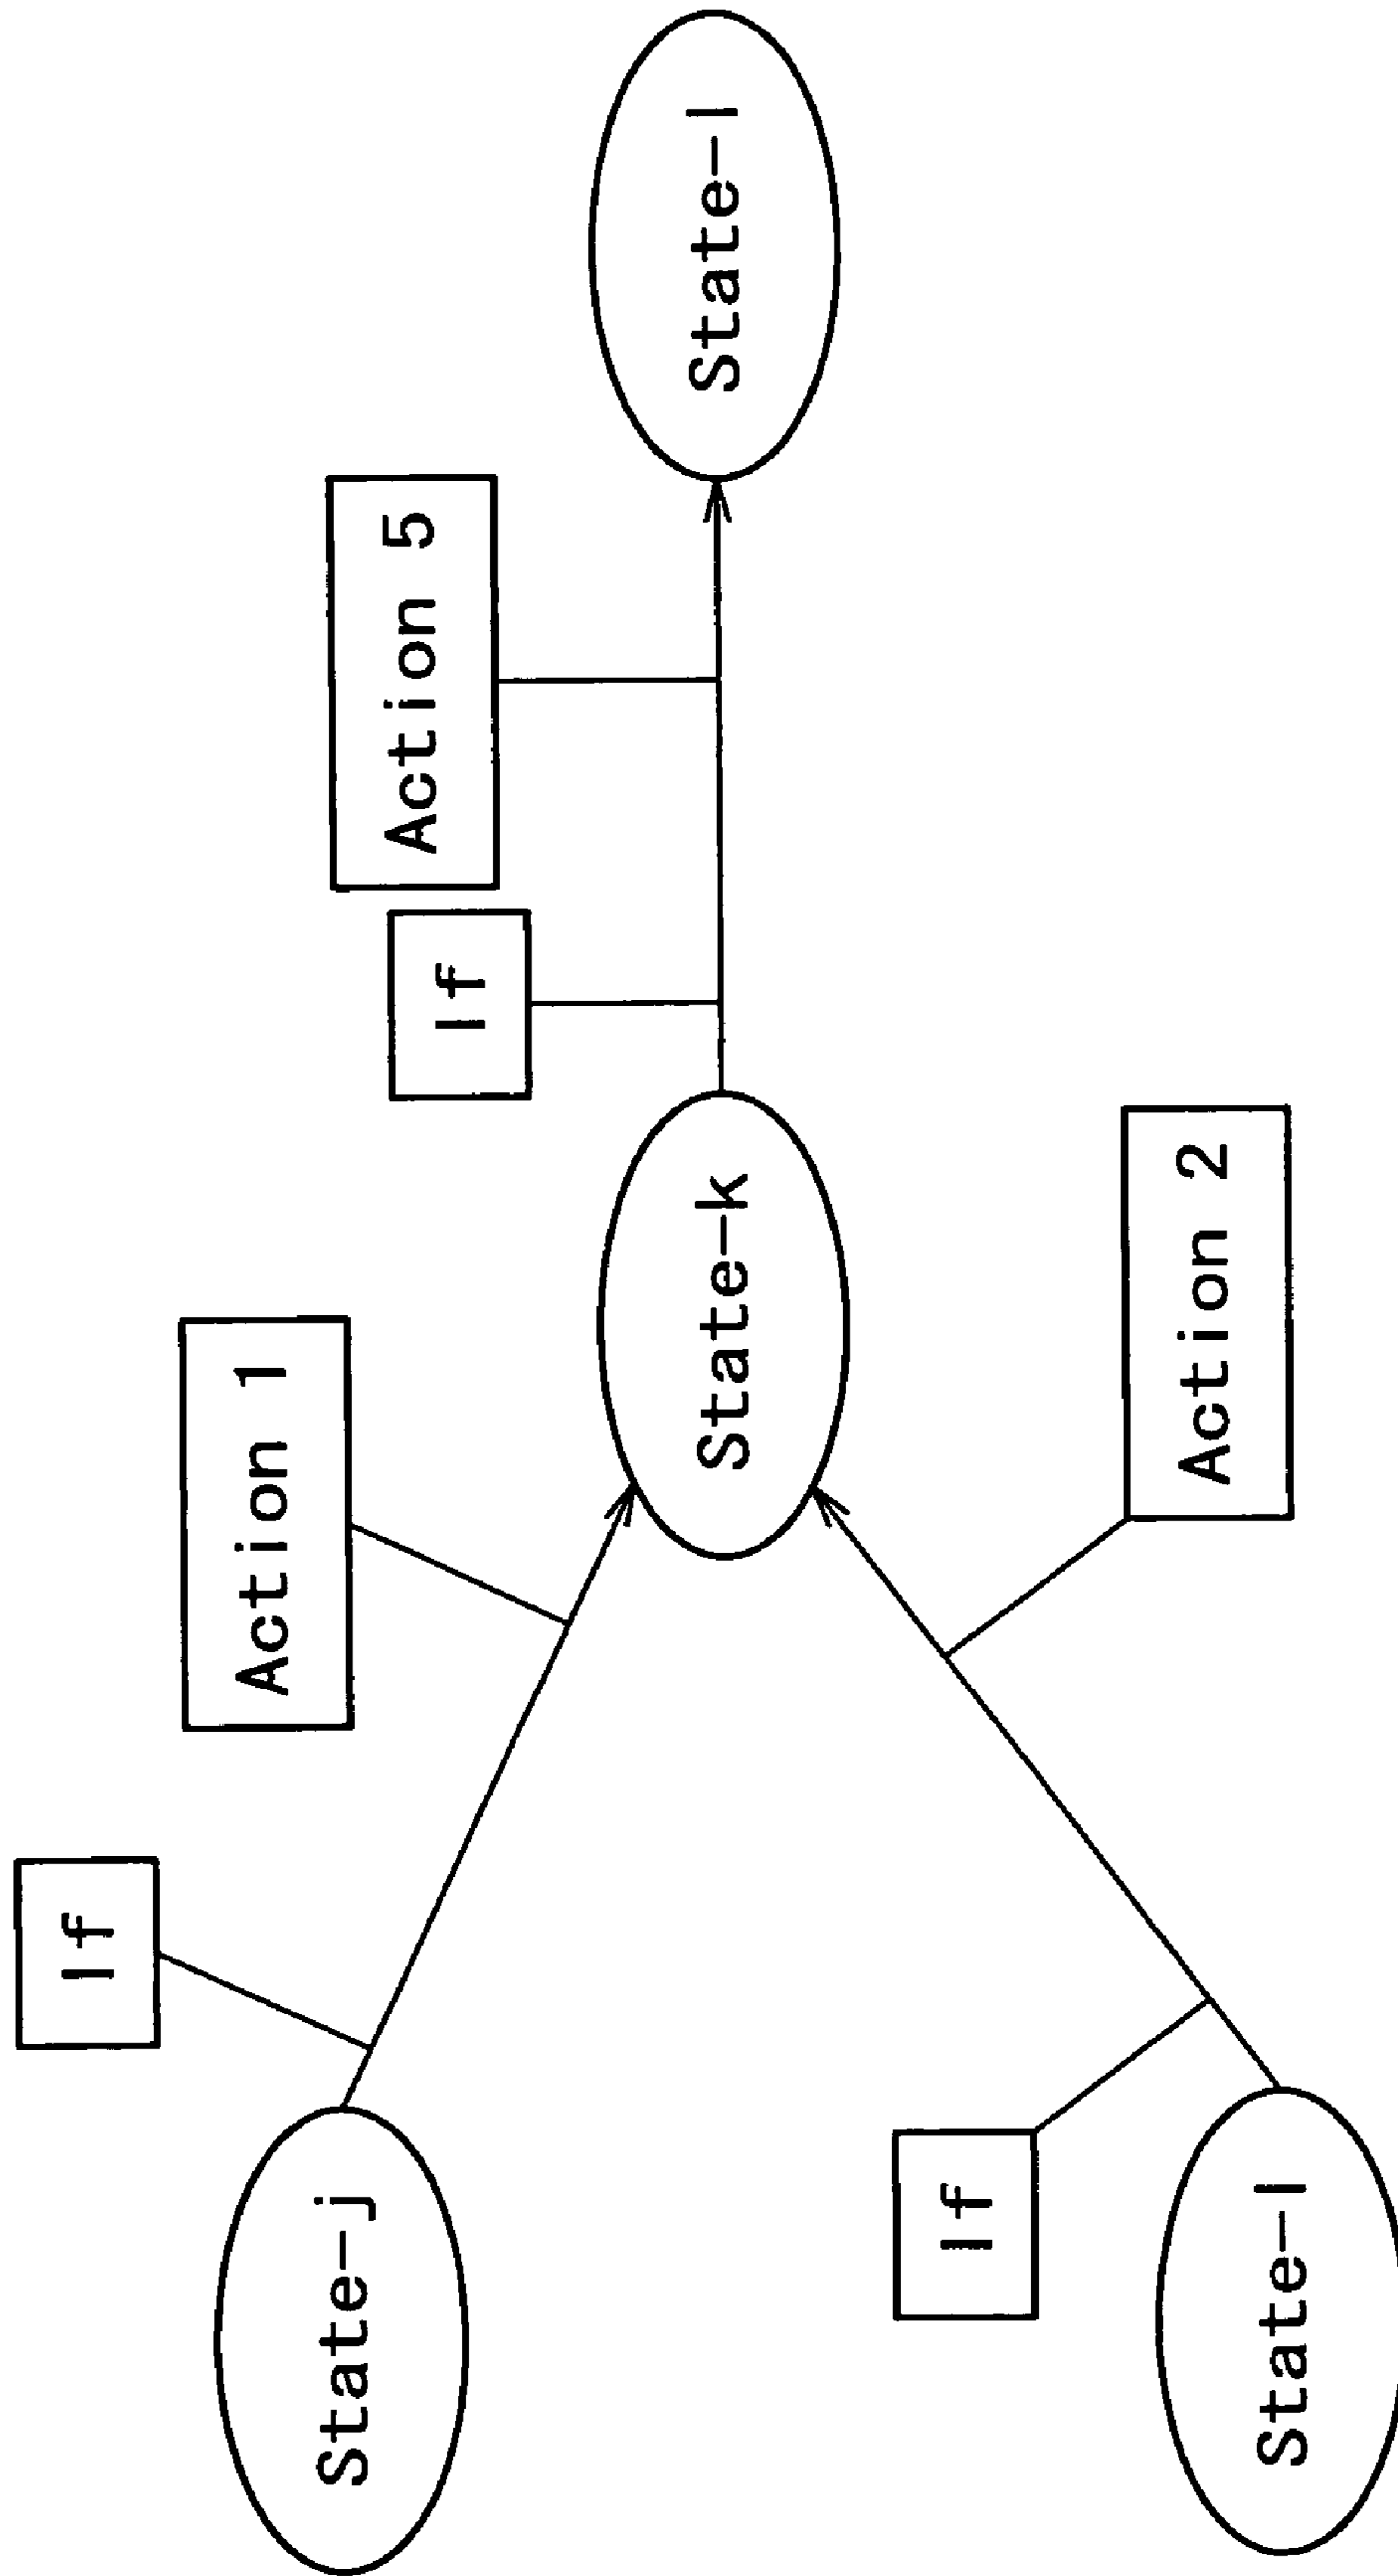 If
Action 1
State-j
Action 5
If
State-l
State-k
If
Action 2
State-l